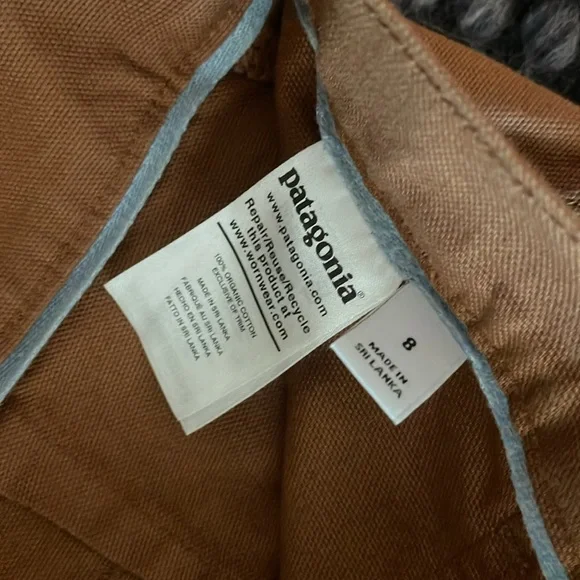 patagonia®
www.patagonia.com
Repair/Reuse/Recycle
this product at
www.wornwear.com
100% ORGANIC COTTON
EXCLUSIVE OF TRIM
MADE IN SRI LANKA
FABRIQUÉ AU SRI LANKA
HECHO EN SRI LANKA
FATTO IN SRI LANKA
8
MADE IN
SRI LANKA